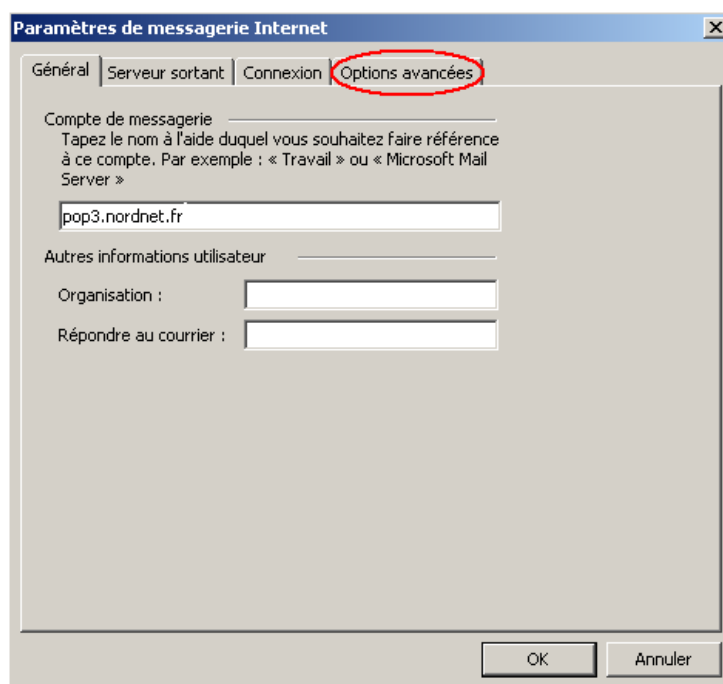 Paramètres de messagerie Internet
Général Serveur sortant Connexion Options avancées
Compte de messagerie
Tapez le nom à l'aide duquel vous souhaitez faire référence
à ce compte. Par exemple : « Travail » ou « Microsoft Mail
Server »
pop3.nordnet.fr
Autres informations utilisateur
Organisation :
Répondre au courrier :
OK Annuler